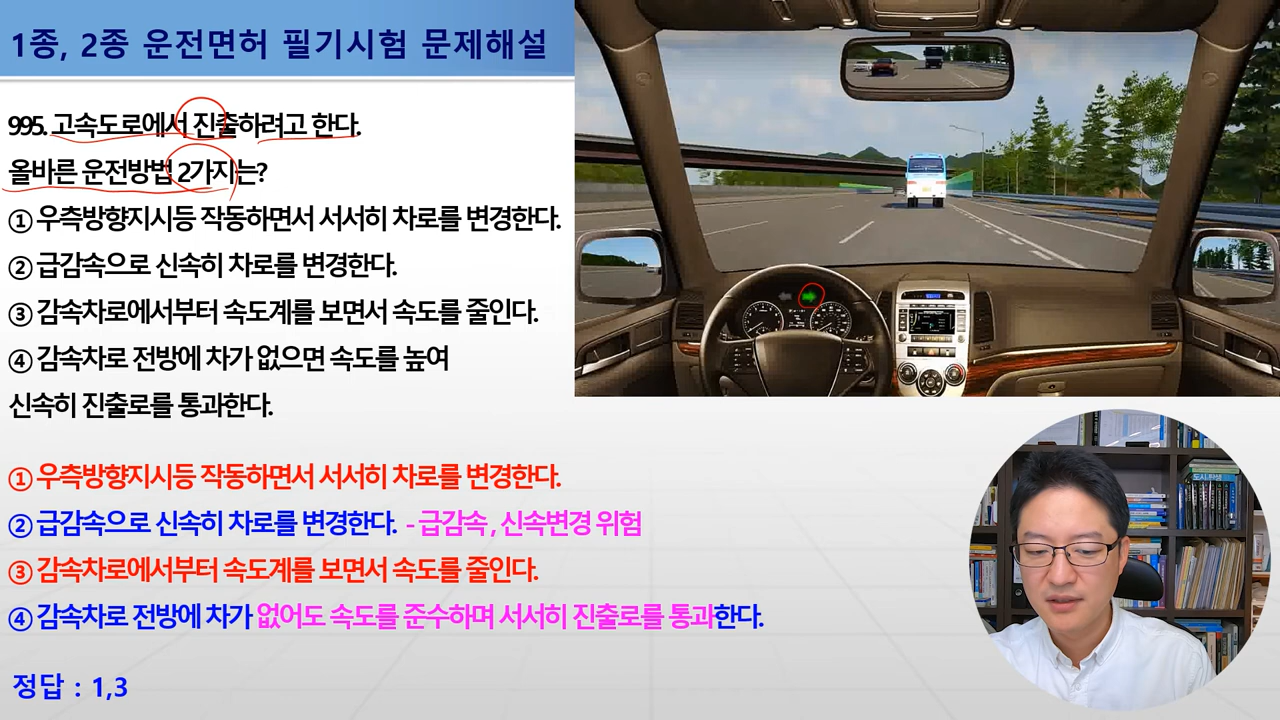 1종, 2종 운전면허 필기시험 문제해설
995. 고속도로에서 진출하려고 한다.
올바른 운전방법 2가지는?
① 우측방향지시등 작동하면서 서서히 차로를 변경한다.
② 급감속으로 신속히 차로를 변경한다.
③ 감속차로에서부터 속도계를 보면서 속도를 줄인다.
④ 감속차로 전방에 차가 없으면 속도를 높여
신속히 진출로를 통과한다.
① 우측방향지시등 작동하면서 서서히 차로를 변경한다.
② 급감속으로 신속히 차로를 변경한다. - 급감속 , 신속변경 위험
③ 감속차로에서부터 속도계를 보면서 속도를 줄인다.
④ 감속차로 전방에 차가 없어도 속도를 준수하며 서서히 진출로를 통과한다.
정답 : 1,3